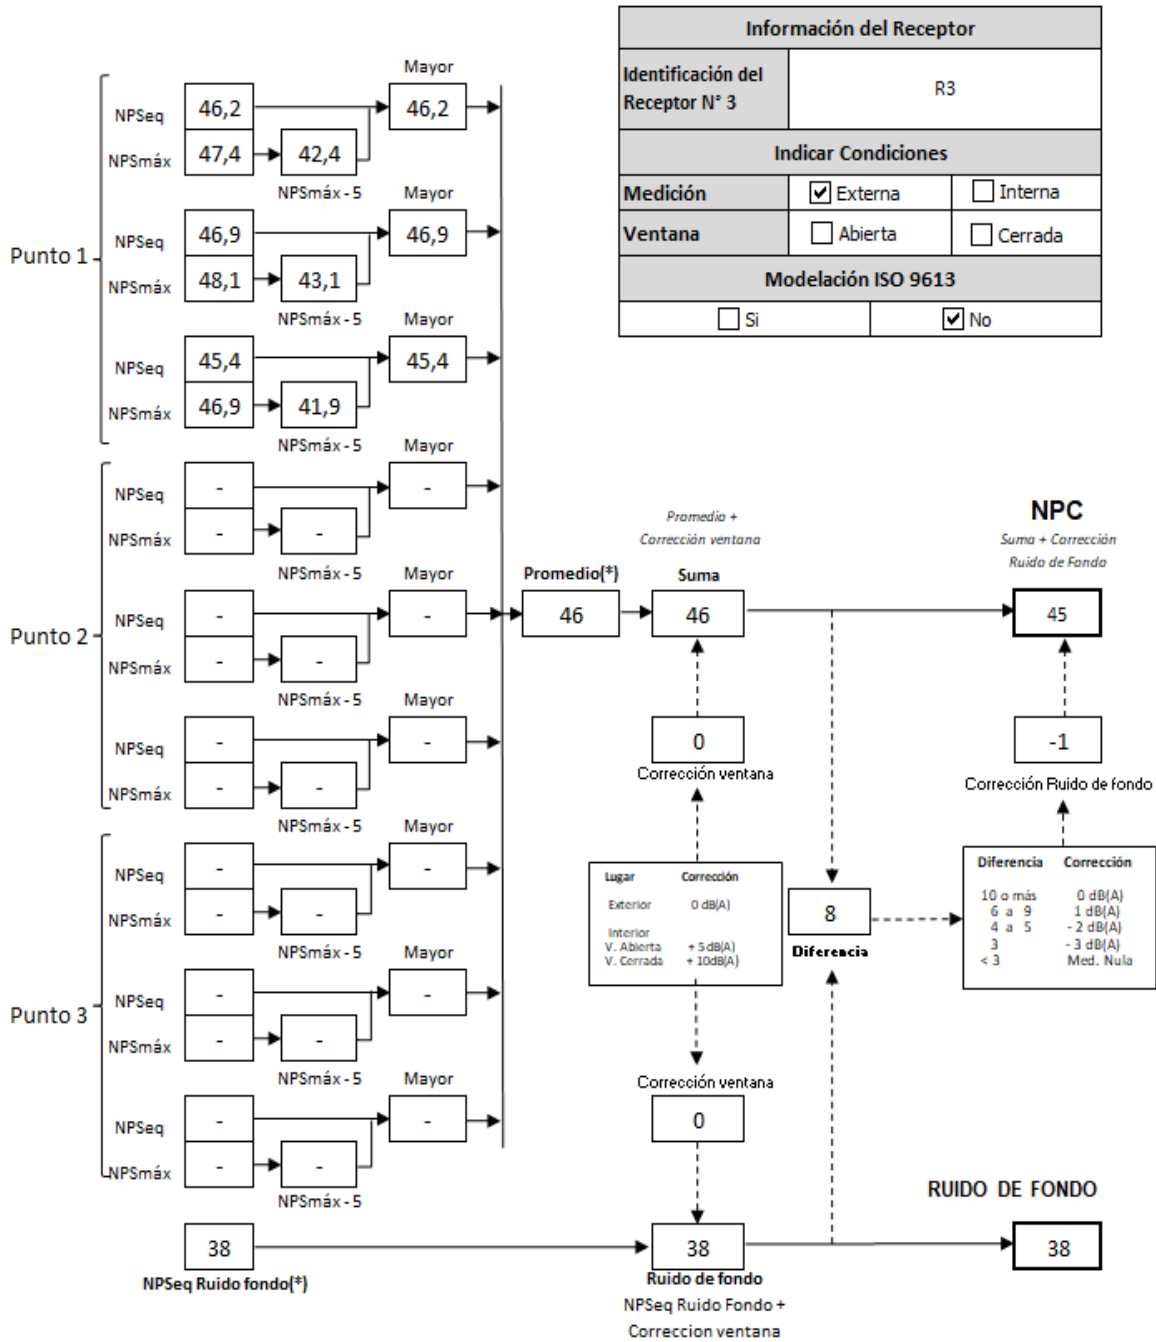 Información del Receptor
Identificación del
Receptor N° 3
R3
Indicar Condiciones
Medición
Externa
Interna
Ventana
Abierta
Cerrada
Modelación ISO 9613
Si
No
Punto 1
Mayor
NPSeq
46,2
46,2
NPSmáx
47,4
42,4
NPSmáx - 5
Mayor
NPSeq
46,9
46,9
NPSmáx
48,1
43,1
NPSmáx - 5
Mayor
NPSeq
45,4
45,4
NPSmáx
46,9
41,9
NPSmáx - 5
Punto 2
Mayor
NPSeq
-
-
NPSmáx
-
-
NPSmáx - 5
Mayor
NPSeq
-
-
NPSmáx
-
-
NPSmáx - 5
Mayor
NPSeq
-
-
NPSmáx
-
-
NPSmáx - 5
Punto 3
Mayor
NPSeq
-
-
NPSmáx
-
-
NPSmáx - 5
Mayor
NPSeq
-
-
NPSmáx
-
-
NPSmáx - 5
Mayor
NPSeq
-
-
NPSmáx
-
-
NPSmáx - 5
Promedio(*)
46
Promedio +
Corrección ventana
Suma
46
NPC
Suma + Corrección
Ruido de Fondo
45
0
Corrección ventana
-1
Corrección Ruido de fondo
Lugar Corrección
Exterior 0 dB(A)
Interior
V. Abierta + 5 dB(A)
V. Cerrada + 10dB(A)
8
Diferencia
Diferencia Corrección
10 o más 0 dB(A)
6 a 9 1 dB(A)
4 a 5 - 2 dB(A)
3 - 3 dB(A)
< 3 Med. Nula
Corrección ventana
0
RUIDO DE FONDO
38
38
38
NPSeq Ruido fondo(*)
Ruido de fondo
NPSeq Ruido Fondo +
Correccion ventana